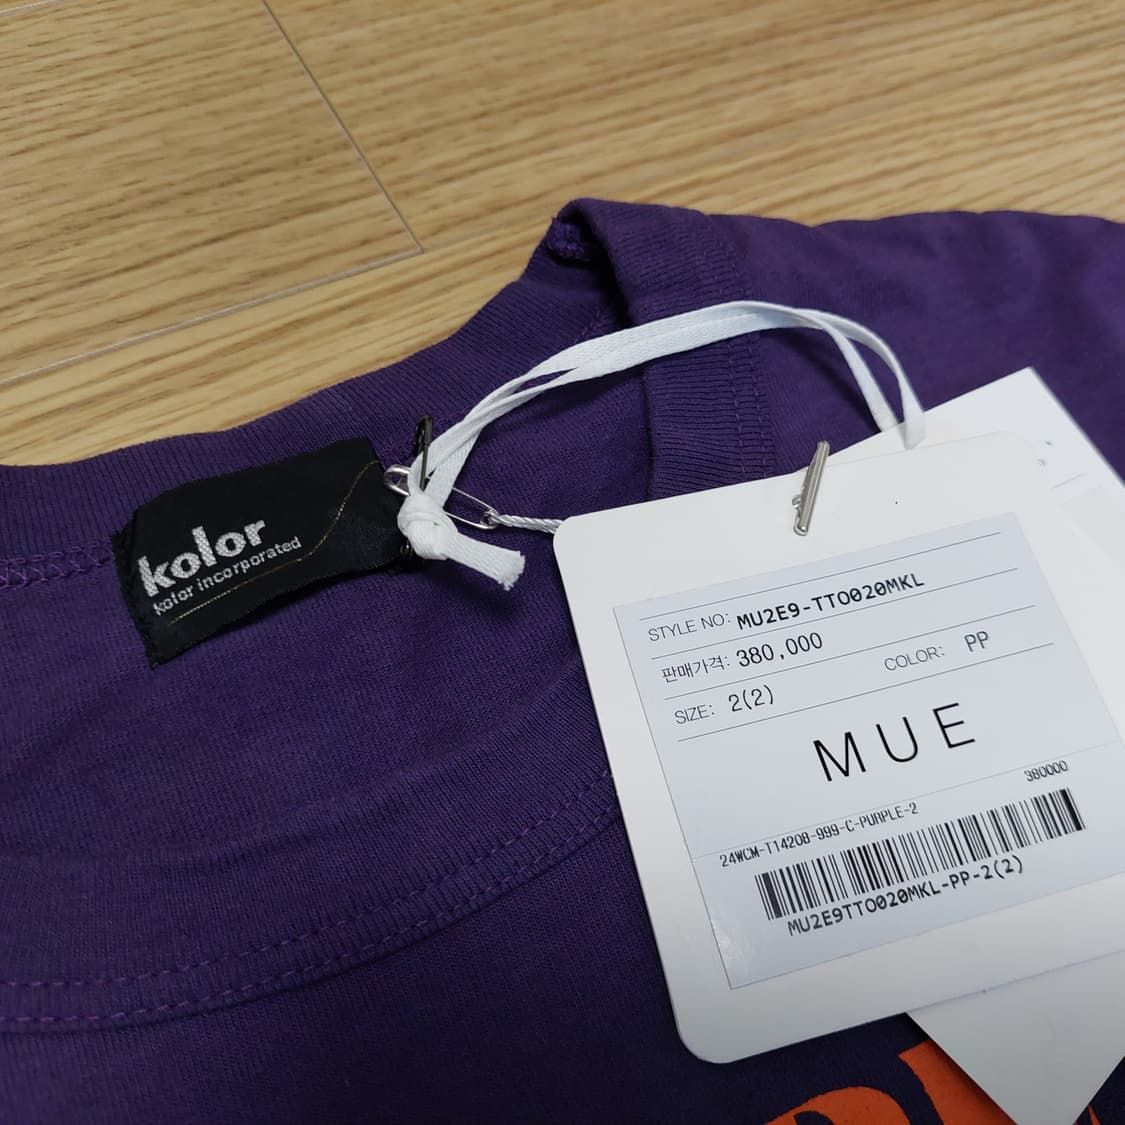 kolor
kolor incorporated
STYLE NO: MU2E9-TTO020MKL
판매가격: 380,000
SIZE: 2(2) COLOR: PP
MUE
380000
24WCM-T14208-999-C-PURPLE-2
MU2E9TTO020MKL-PP-2(2)